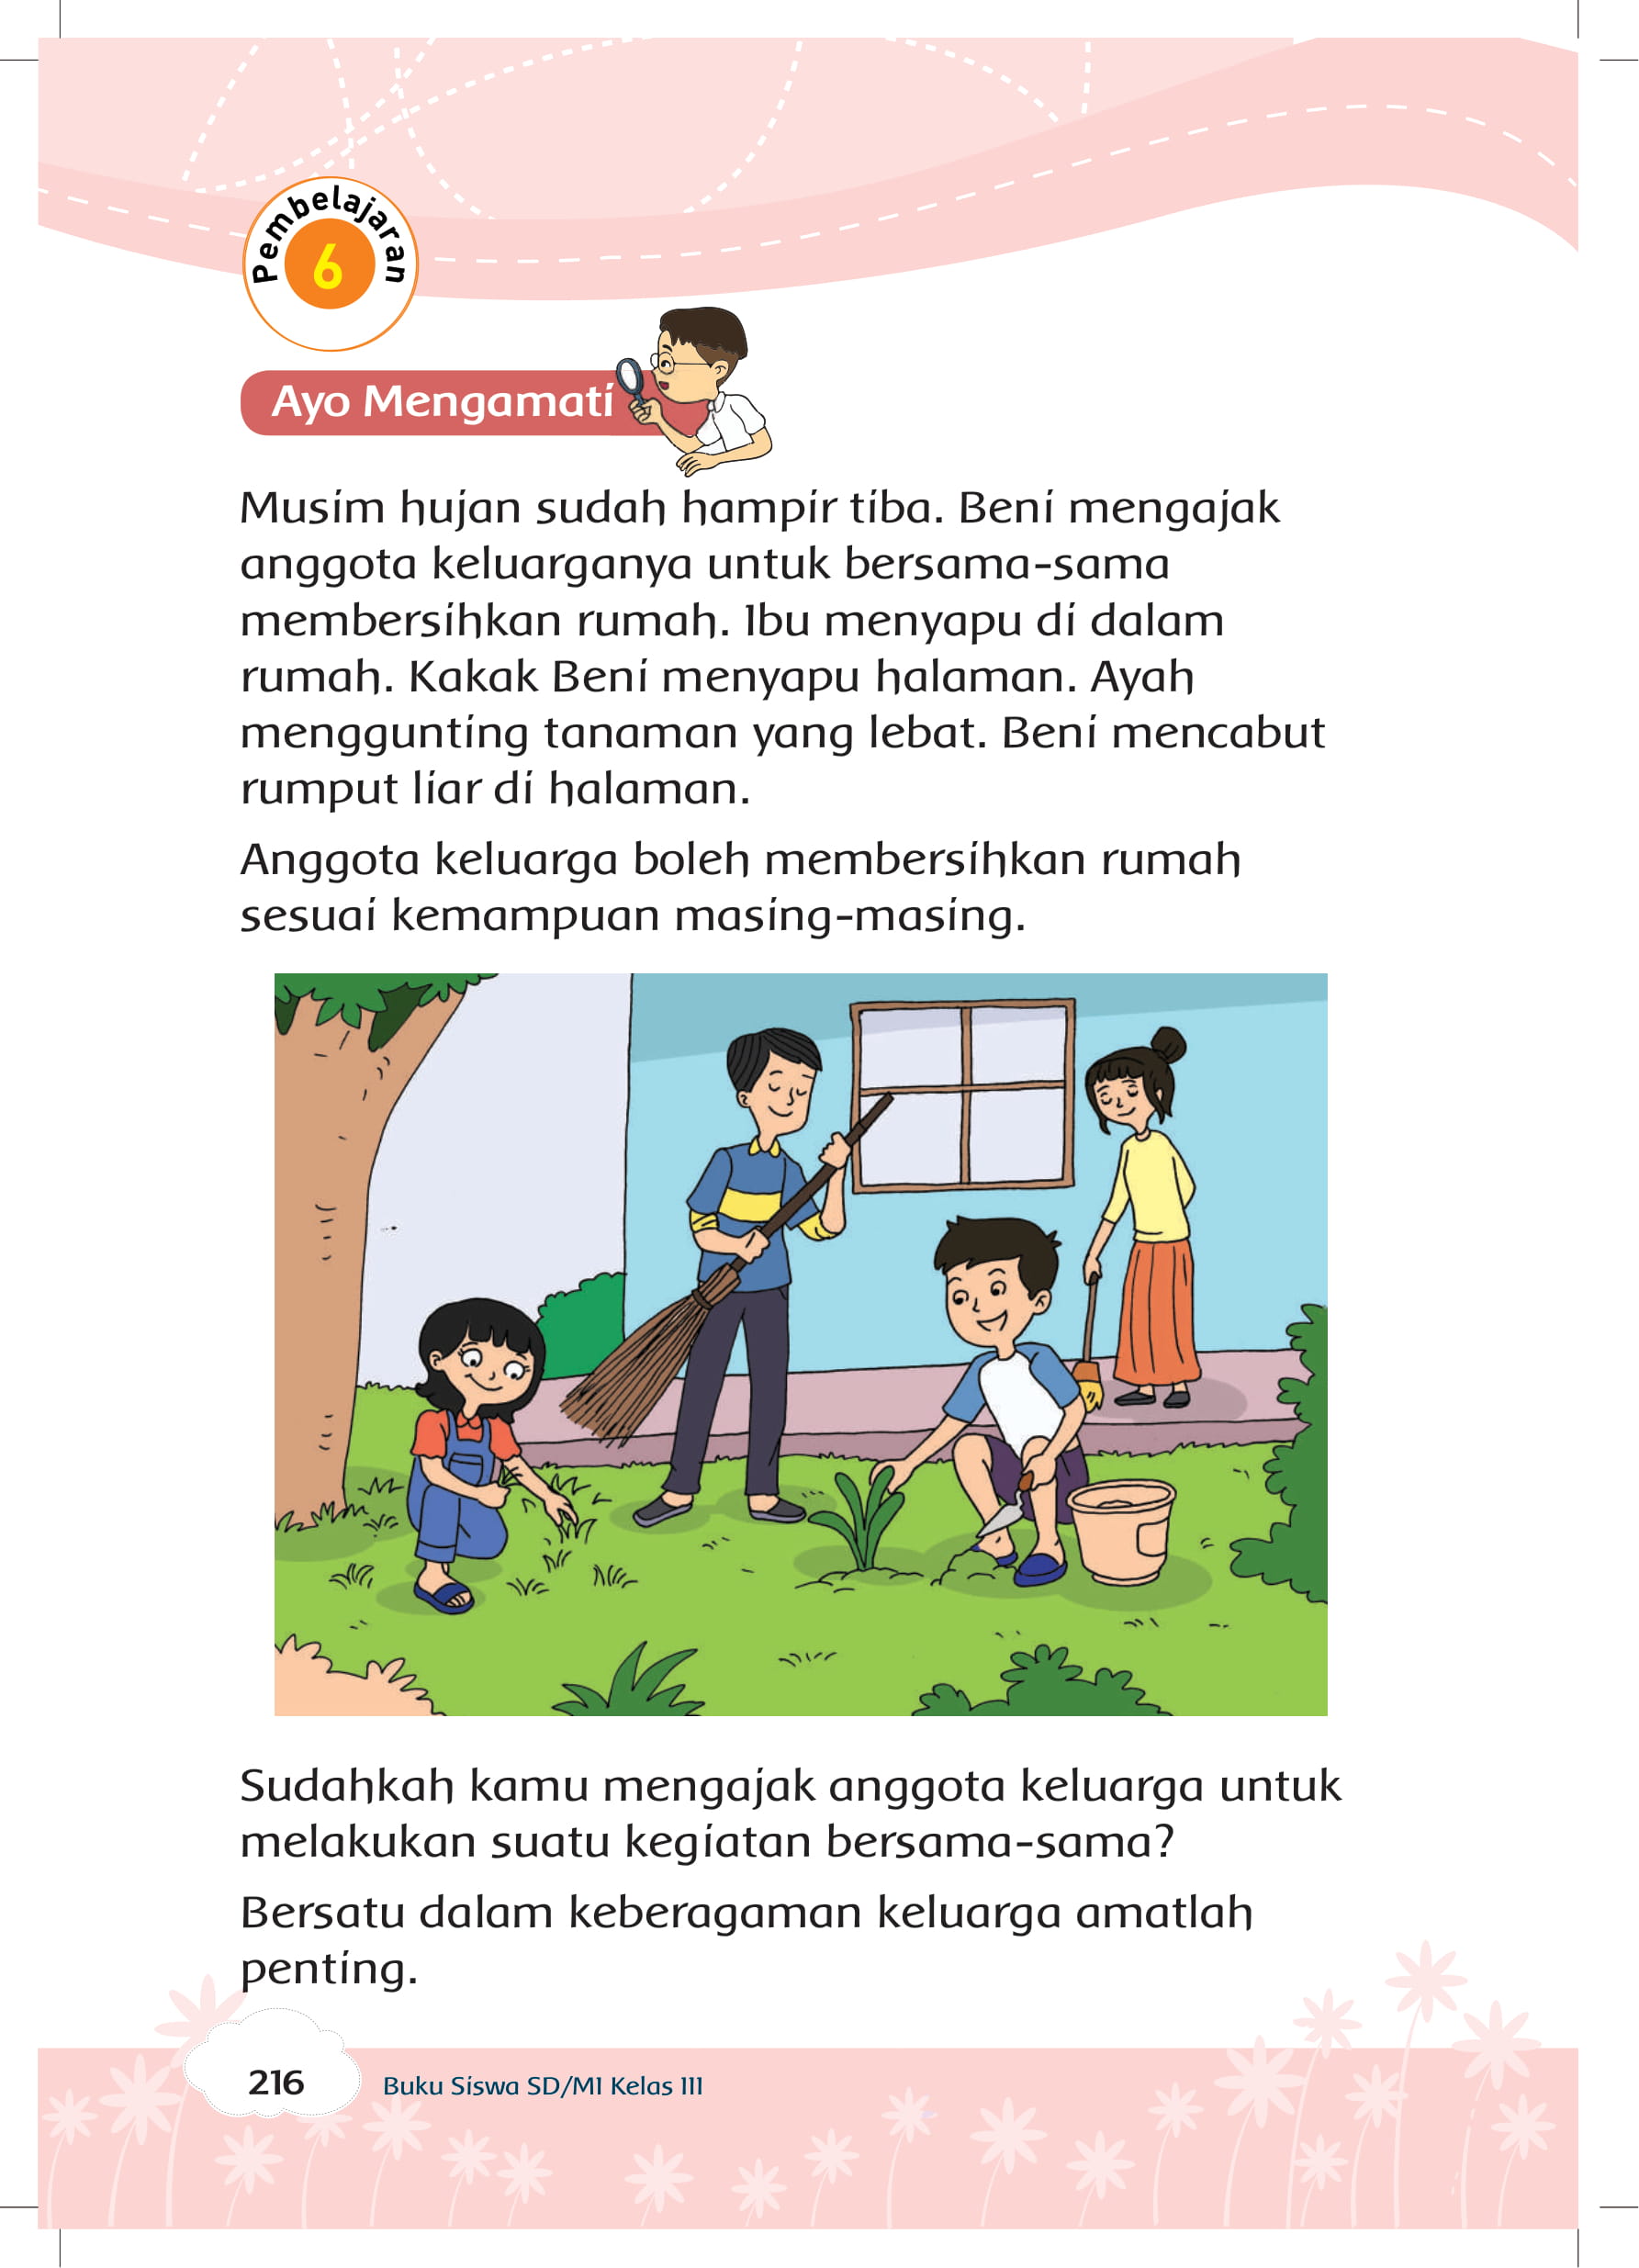 Pembelajaran
6
Ayo Mengamati
Musim hujan sudah hampir tiba. Beni mengajak
anggota keluarganya untuk bersama-sama
membersihkan rumah. Ibu menyapu di dalam
rumah. Kakak Beni menyapu halaman. Ayah
menggunting tanaman yang lebat. Beni mencabut
rumput liar di halaman.
Anggota keluarga boleh membersihkan rumah
sesuai kemampuan masing-masing.
Sudahkah kamu mengajak anggota keluarga untuk
melakukan suatu kegiatan bersama-sama?
Bersatu dalam keberagaman keluarga amatlah
penting.
216
Buku Siswa SD/MI Kelas III